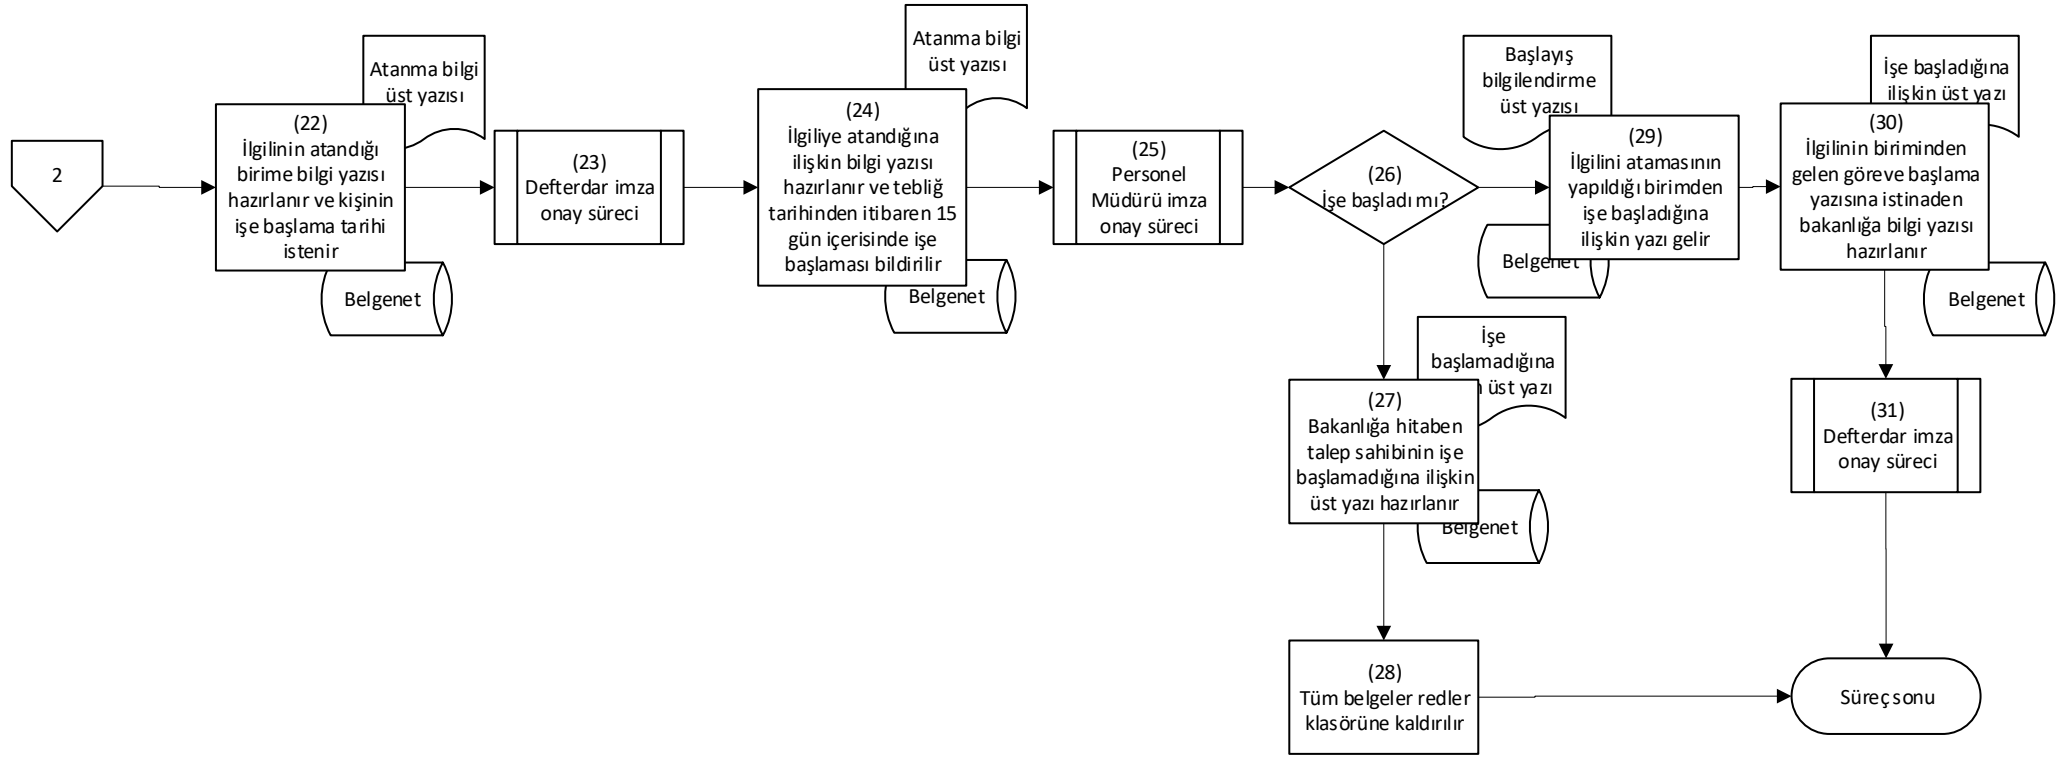 2
Atanma bilgi
üst yazısı
(22)
İlgilinin atandığı
birime bilgi yazısı
hazırlanır ve kişinin
işe başlama tarihi
istenir
Belgenet
(23)
Defterdar imza
onay süreci
Atanma bilgi
üst yazısı
(24)
İlgiliye atandığına
ilişkin bilgi yazısı
hazırlanır ve tebliğ
tarihinden itibaren 15
gün içerisinde işe
başlaması bildirilir
Belgenet
(25)
Personel
Müdürü imza
onay süreci
(26)
İşe başladı mı?
Başlayış
bilgilendirme
üst yazısı
(29)
İlgilini atamasının
yapıldığı birimden
işe başladığına
ilişkin yazı gelir
Belgenet
İşe başladığına
ilişkin üst yazı
(30)
İlgilinin biriminden
gelen göreve başlama
yazısına istinaden
bakanlığa bilgi yazısı
hazırlanır
Belgenet
İşe
başlamadığına
üst yazı
(27)
Bakanlığa hitaben
talep sahibinin işe
başlamadığına ilişkin
üst yazı hazırlanır
Belgenet
(31)
Defterdar imza
onay süreci
(28)
Tüm belgeler redler
klasörüne kaldırılır
Süreç sonu